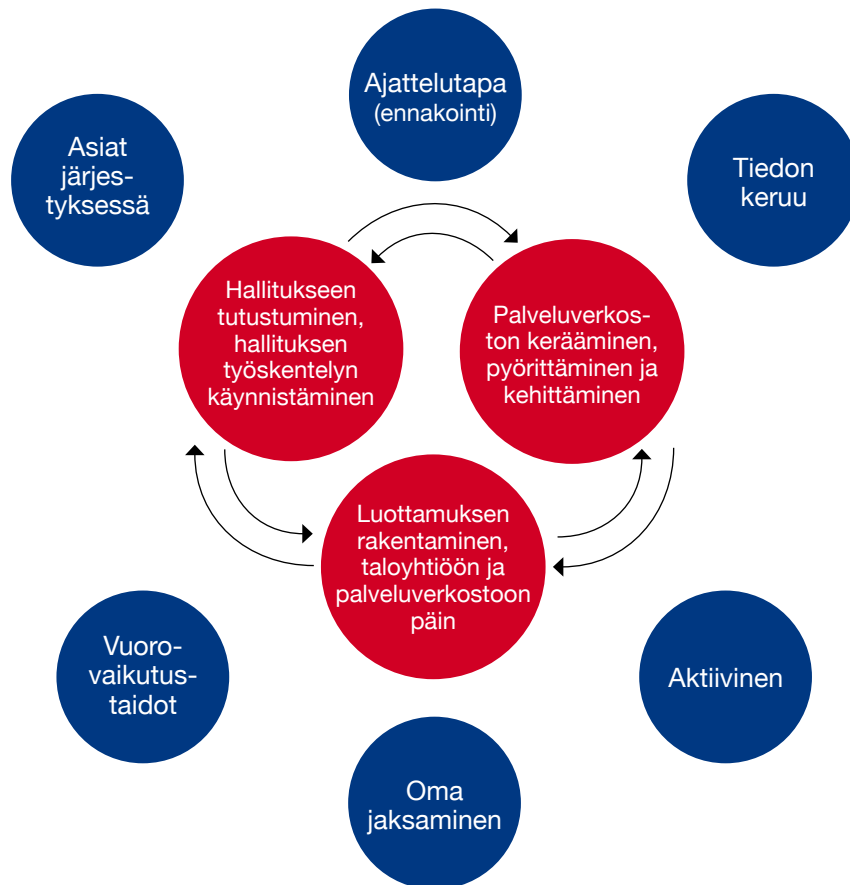 Ajattelutapa
(ennakointi)
Asiat
järjes-
tyksessä
Tiedon
keruu
Hallitukseen
tutustuminen,
hallituksen
työskentelyn
käynnistäminen
Palveluverkos-
ton kerääminen,
pyörittäminen ja
kehittäminen
Luottamuksen
rakentaminen,
taloyhtiöön ja
palveluverkostoon
päin
Vuoro-
vaikutus-
taidot
Aktiivinen
Oma
jaksaminen